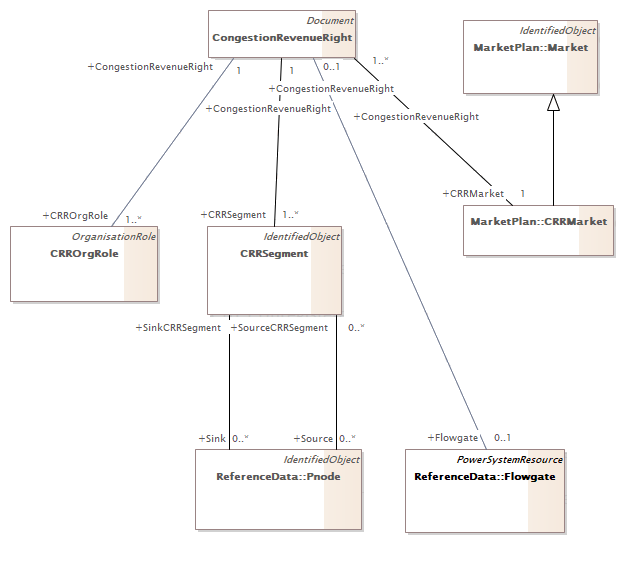 Document
CongestionRevenueRight
IdentifiedObject
MarketPlan::Market
+CongestionRevenueRight 1
1
0..1
1..*
+CongestionRevenueRight
+CongestionRevenueRight
+CongestionRevenueRight
+CRRMarket 1
+CRROrgRole 1..*
+CRRSegment 1..*
MarketPlan::CRRMarket
OrganisationRole
CRROrgRole
IdentifiedObject
CRRSegment
+SinkCRRSegment
+SourceCRRSegment 0..*
+Sink 0..*
+Source 0..*
+Flowgate 0..1
IdentifiedObject
ReferenceData::Pnode
PowerSystemResource
ReferenceData::Flowgate